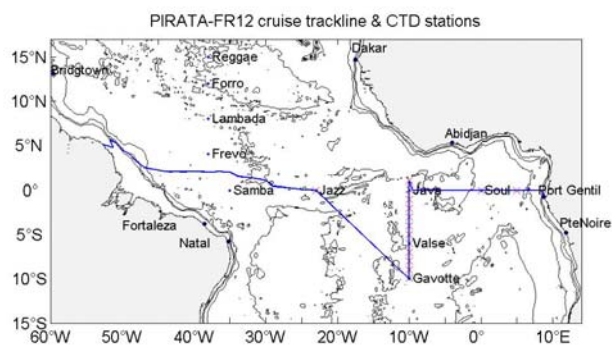 PIRATA-FR12 cruise trackline & CTD stations
15°N
10°N
5°N
0°
5°S
10°S
15°S
Dakar
Reggae
Bridgtown
Forro
Lambada
Abidjan
Frevo
Samba
Jazz
Java
Soul
Port Gentil
Fortaleza
PteNoire
Natal
Valse
Gavotte
60°W
50°W
40°W
30°W
20°W
10°W
0°
10°E